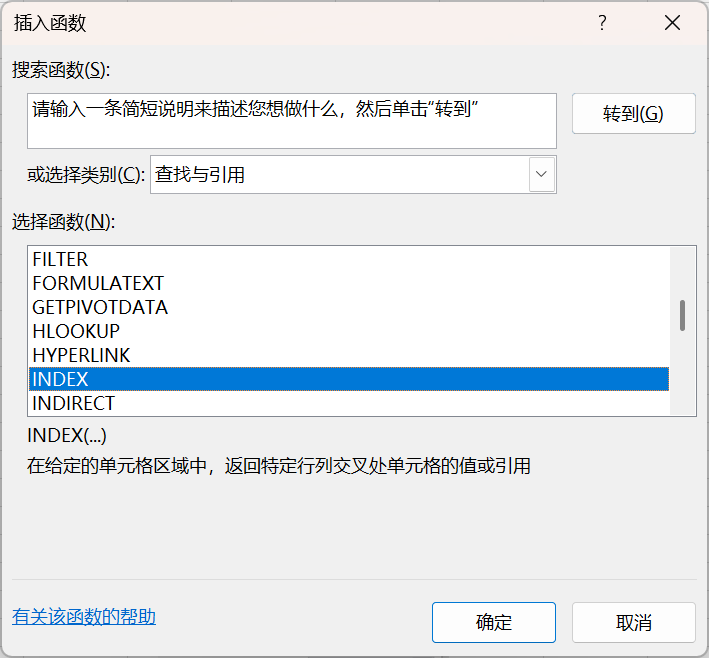 插入函数 ?
搜索函数(S):
请输入一条简短说明来描述您想做什么，然后单击“转到”
转到(G)
或选择类别(C): 查找与引用
选择函数(N):
FILTER
FORMULATEXT
GETPIVOTDATA
HLOOKUP
HYPERLINK
INDEX
INDIRECT
INDEX(...)
在给定的单元格区域中，返回特定行列交叉处单元格的值或引用
有关该函数的帮助
确定
取消